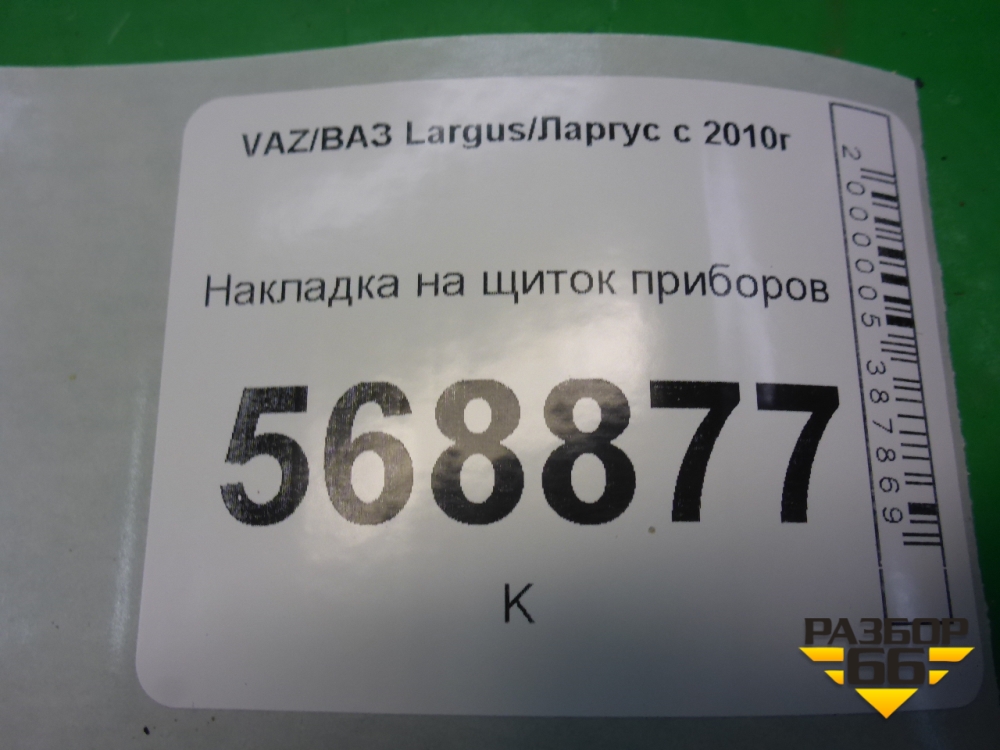 VAZ/ВАЗ Largus/Ларгус с 2010г
Накладка на щиток приборов
568877
К
2000005387869
РАЗБОР
66